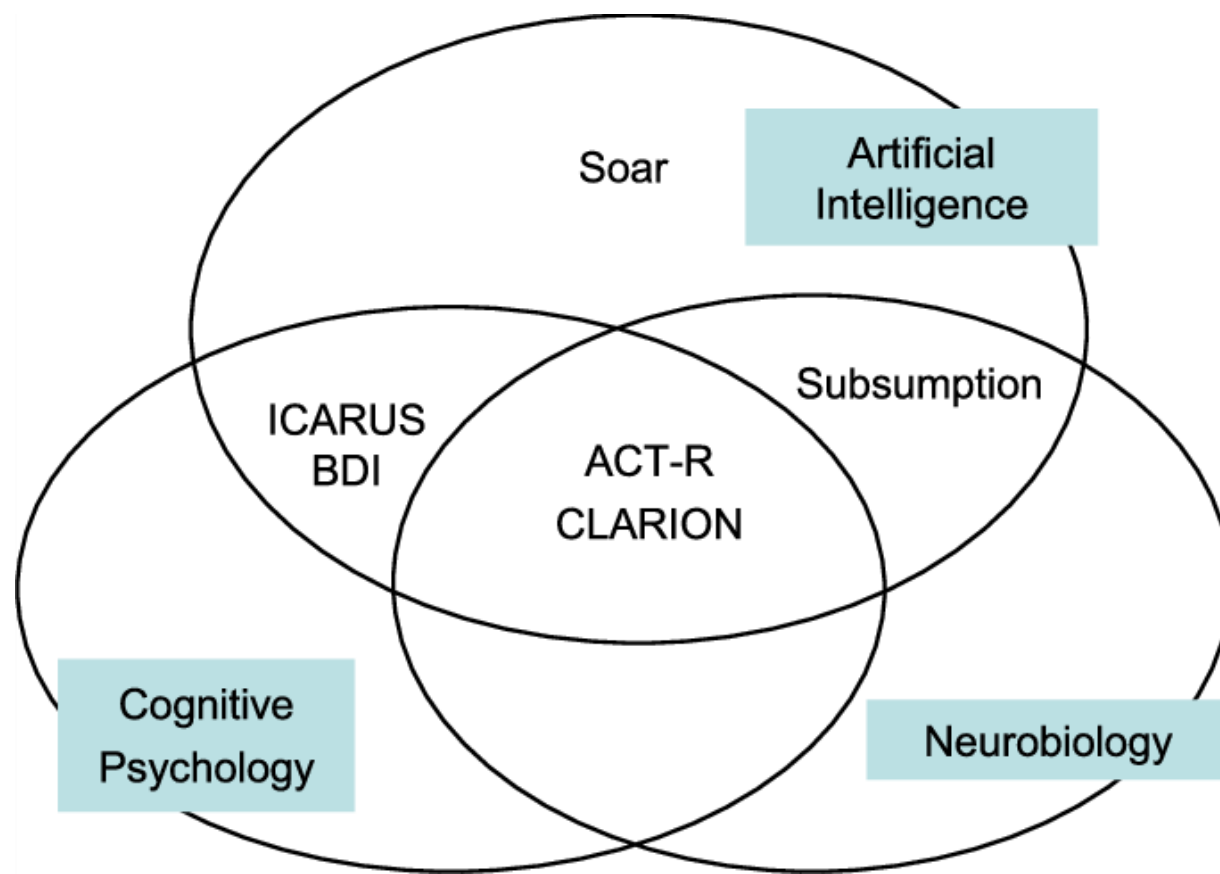 Soar
Artificial
Intelligence
Subsumption
ICARUS
BDI
ACT-R
CLARION
Cognitive
Psychology
Neurobiology